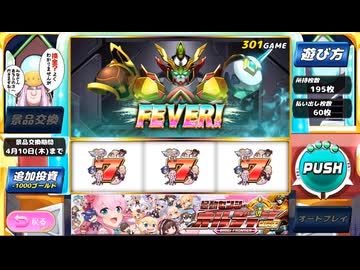 301GAME
FEVER!
遊び方
所持枚数
195枚
払い出し枚数
60枚
景品交換
景品交換期間
4月10日(木)まで
追加投資
-1000ゴールド
戻る
7 7 7
PUSH
オートプレイ